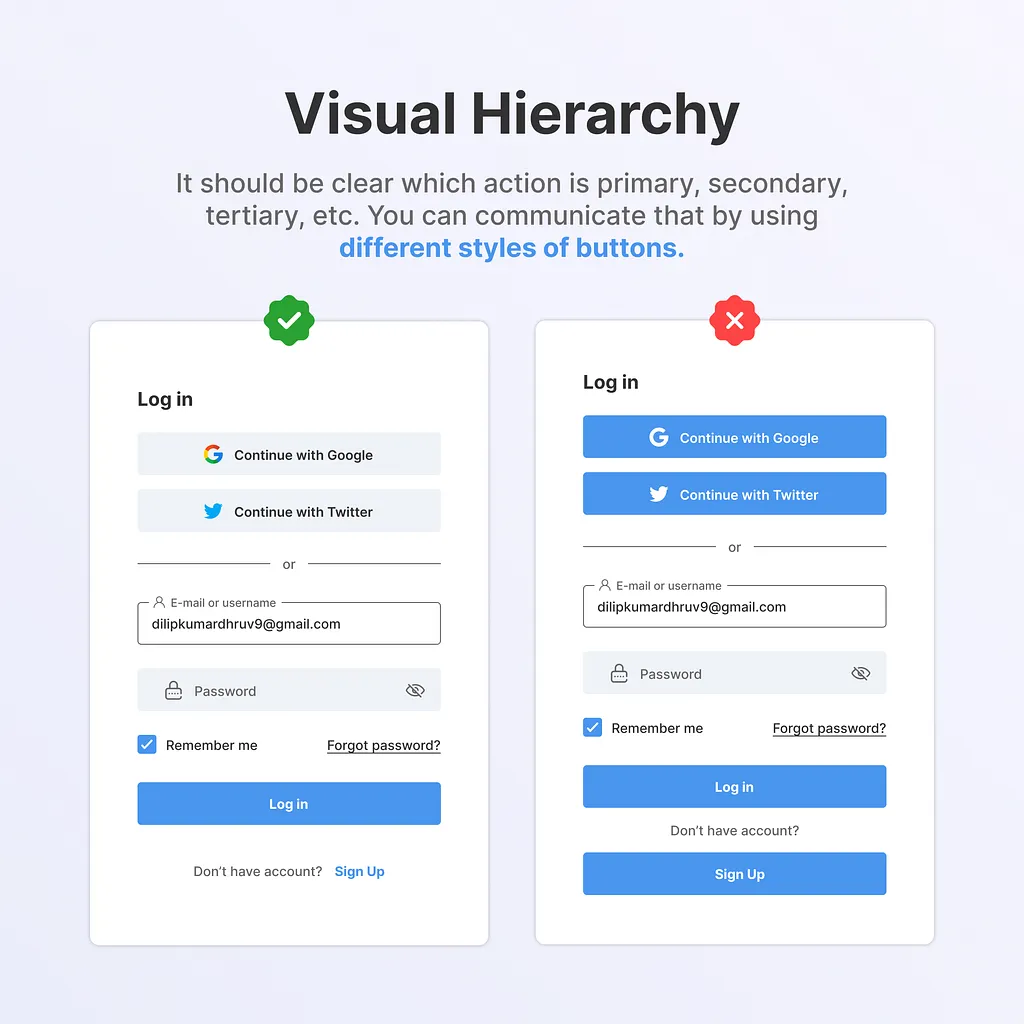 Visual Hierarchy
It should be clear which action is primary, secondary,
tertiary, etc. You can communicate that by using
different styles of buttons.
Log in
Continue with Google
Continue with Twitter
or
E-mail or username
dilipkumardhruv9@gmail.com
Password
Remember me
Forgot password?
Log in
Don't have account? Sign Up
Log in
Continue with Google
Continue with Twitter
or
E-mail or username
dilipkumardhruv9@gmail.com
Password
Remember me
Forgot password?
Log in
Don't have account?
Sign Up